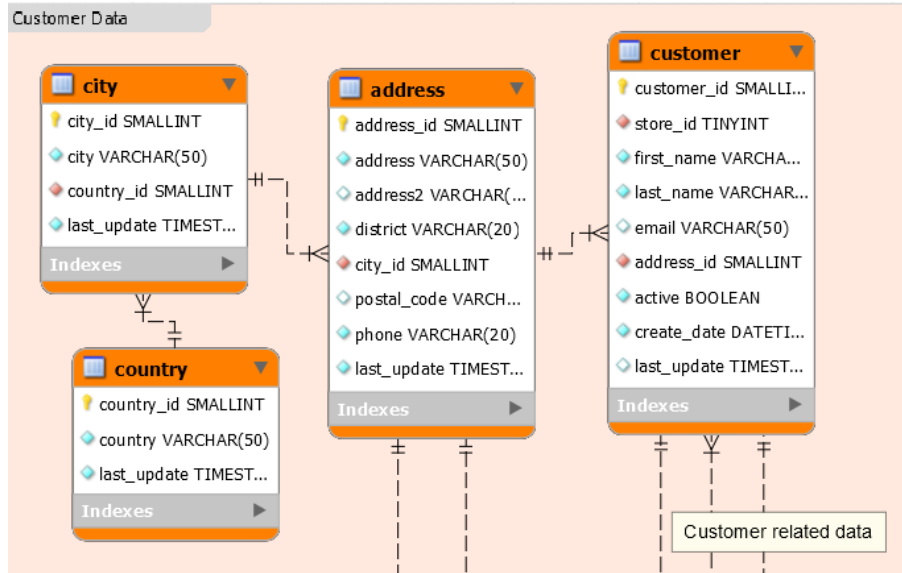 Customer Data
city
city_id SMALLINT
city VARCHAR(50)
country_id SMALLINT
last_update TIMEST...
Indexes
country
country_id SMALLINT
country VARCHAR(50)
last_update TIMEST...
Indexes
address
address_id SMALLINT
address VARCHAR(50)
address2 VARCHAR(...
district VARCHAR(20)
city_id SMALLINT
postal_code VARCH...
phone VARCHAR(20)
last_update TIMEST...
Indexes
customer
customer_id SMALLI...
store_id TINYINT
first_name VARCHA...
last_name VARCHAR...
email VARCHAR(50)
address_id SMALLINT
active BOOLEAN
create_date DATETI...
last_update TIMEST...
Indexes
Customer related data